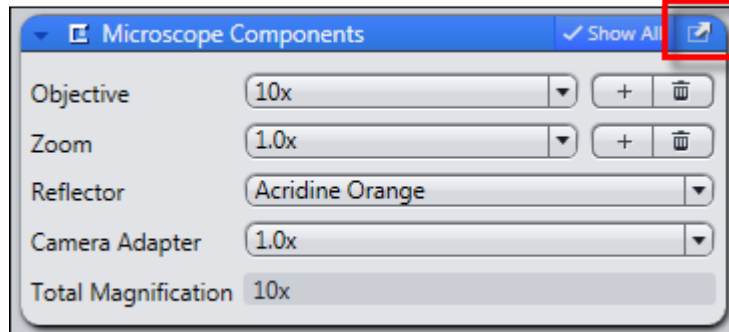 Microscope Components ✓ Show All
Objective 10x +
Zoom 1.0x +
Reflector Acridine Orange
Camera Adapter 1.0x
Total Magnification 10x